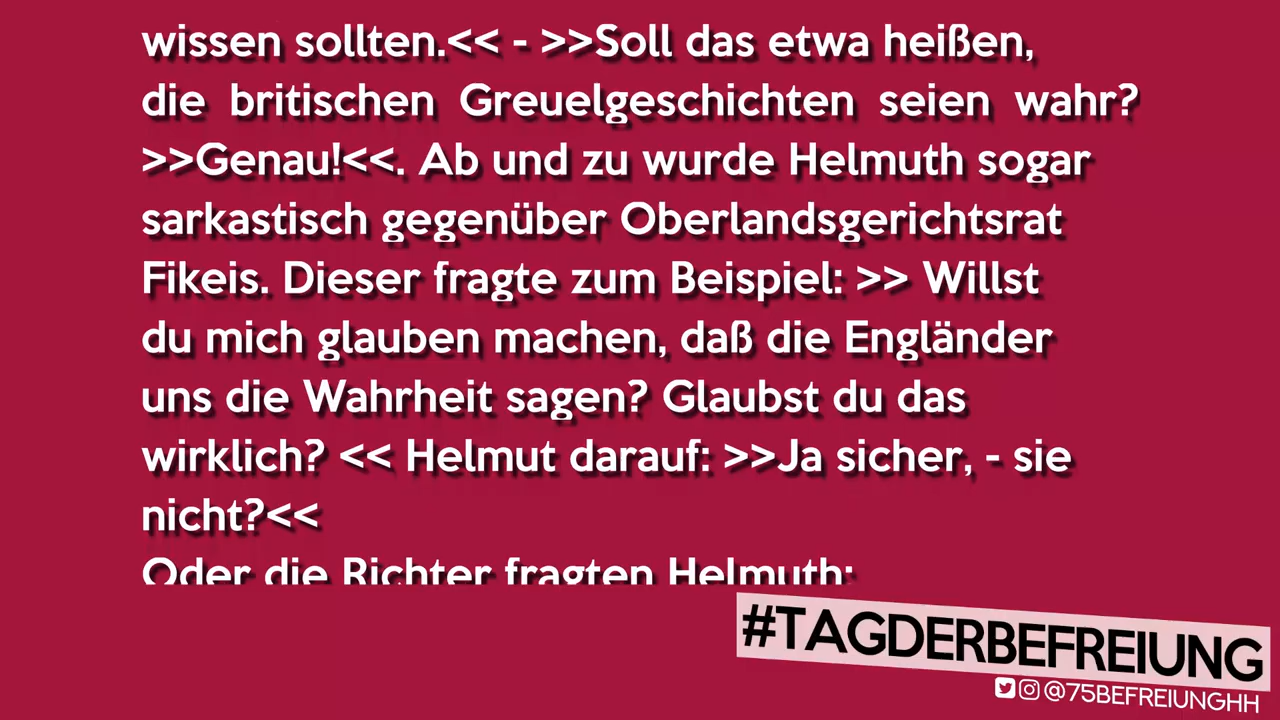 wissen sollten.<< - >>Soll das etwa heißen,
die britischen Greuelgeschichten seien wahr?
>>Genau!<<. Ab und zu wurde Helmuth sogar
sarkastisch gegenüber Oberlandsgerichtsrat
Fikeis. Dieser fragte zum Beispiel: >> Willst
du mich glauben machen, daß die Engländer
uns die Wahrheit sagen? Glaubst du das
wirklich? << Helmut darauf: >>Ja sicher, - sie
nicht?<<
Oder die Richter fragten Helmuth:
#TAGDERBEFREIUNG
@75BEFREIUNGHH